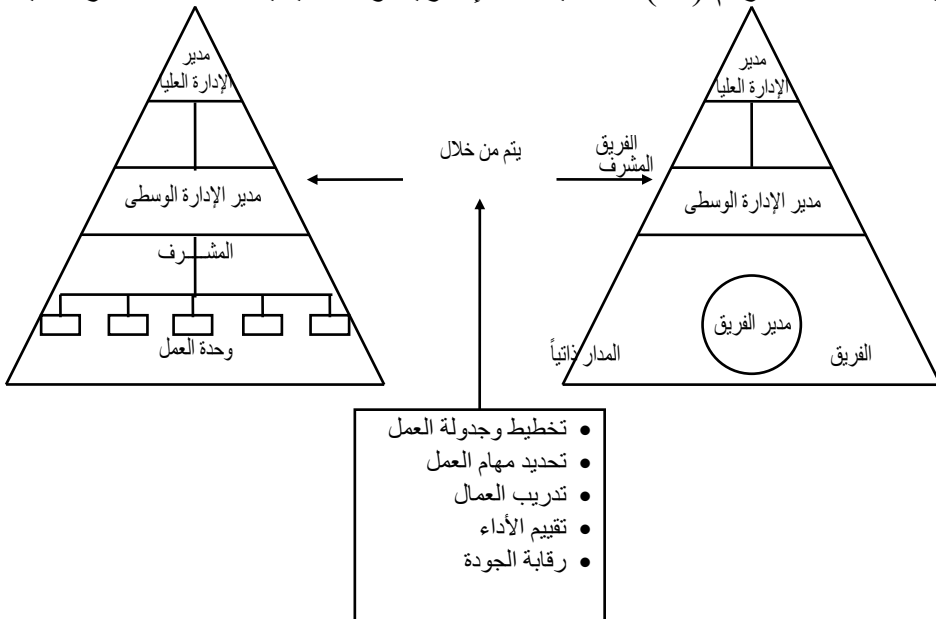 مدير
الإدارة العليا
مدير
الإدارة العليا
يتم من خلال
الفريق
المشرف
مدير الإدارة الوسطى
مدير الإدارة الوسطى
المشــرف
مدير الفريق
الفريق
المدار ذاتياً
وحدة العمل
• تخطيط وجدولة العمل
• تحديد مهام العمل
• تدريب العمال
• تقييم الأداء
• رقابة الجودة